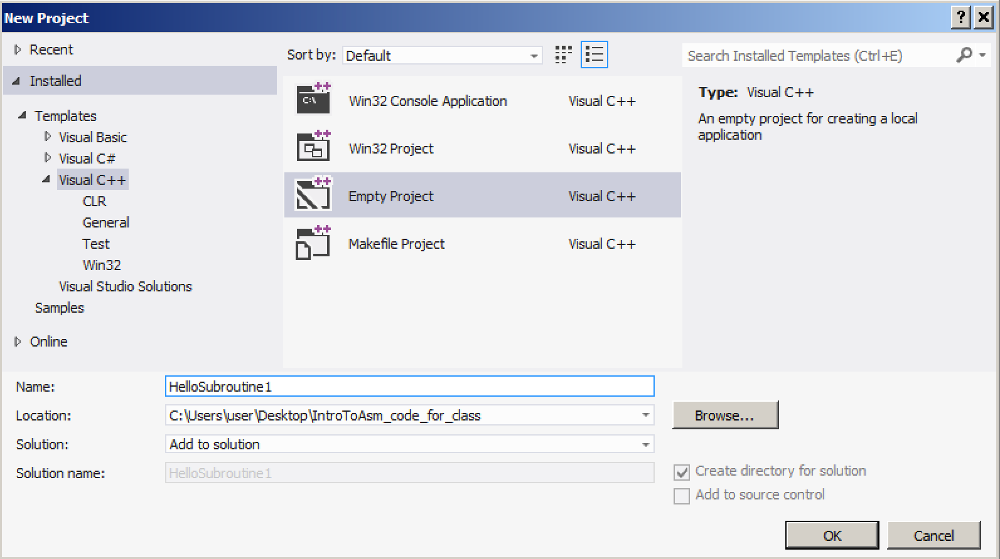 New Project
Recent
Installed
Templates
Visual Basic
Visual C#
Visual C++
CLR
General
Test
Win32
Visual Studio Solutions
Samples
Online
Sort by: Default
C:\
Win32 Console Application Visual C++
Win32 Project Visual C++
Empty Project Visual C++
Makefile Project Visual C++
Search Installed Templates (Ctrl+E)
Type: Visual C++
An empty project for creating a local
application
Name: HelloSubroutine1
Location: C:\Users\user\Desktop\IntroToAsm_code_for_class Browse...
Solution: Add to solution
Solution name: HelloSubroutine1
Create directory for solution
Add to source control
OK Cancel